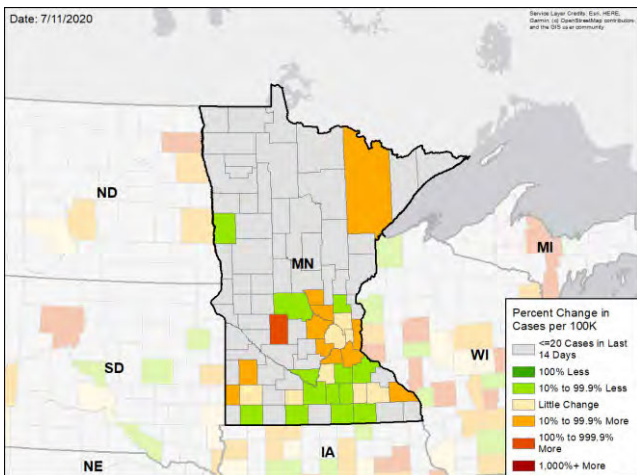 Date: 7/11/2020
Service Layer Credits: Esri, HERE,
Garmin, (c) OpenStreetMap contributors,
and the GIS user community
ND
MN
MI
SD
WI
NE
IA
Percent Change in
Cases per 100K
<=20 Cases in Last
14 Days
100% Less
10% to 99.9% Less
Little Change
10% to 99.9% More
100% to 999.9%
More
1,000%+ More